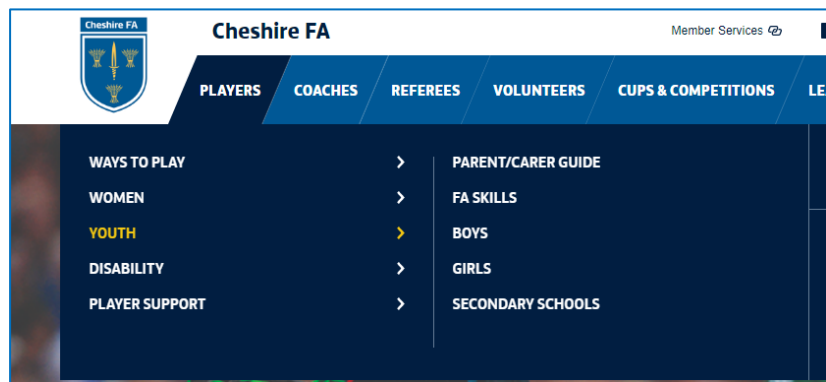 Cheshire FA
Cheshire FA
Member Services
PLAYERS
COACHES
REFEREES
VOLUNTEERS
CUPS & COMPETITIONS
LE
WAYS TO PLAY
WOMEN
YOUTH
DISABILITY
PLAYER SUPPORT
PARENT/CARER GUIDE
FA SKILLS
BOYS
GIRLS
SECONDARY SCHOOLS